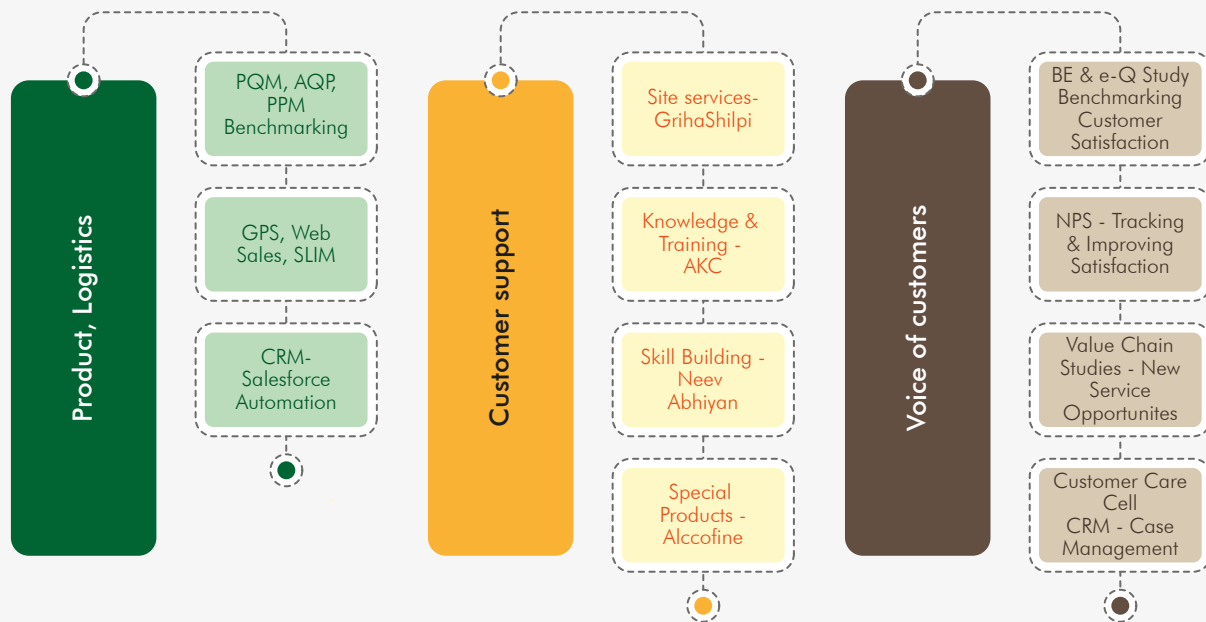 Product, Logistics
PQM, AQP,
PPM
Benchmarking
GPS, Web
Sales, SLIM
CRM-
Salesforce
Automation
Customer support
Site services-
GrihaShilpi
Knowledge &
Training -
AKC
Skill Building -
Neev
Abhiyan
Special
Products -
Alccofine
Voice of customers
BE & e-Q Study
Benchmarking
Customer
Satisfaction
NPS - Tracking
& Improving
Satisfaction
Value Chain
Studies - New
Service
Opportunites
Customer Care
Cell
CRM - Case
Management